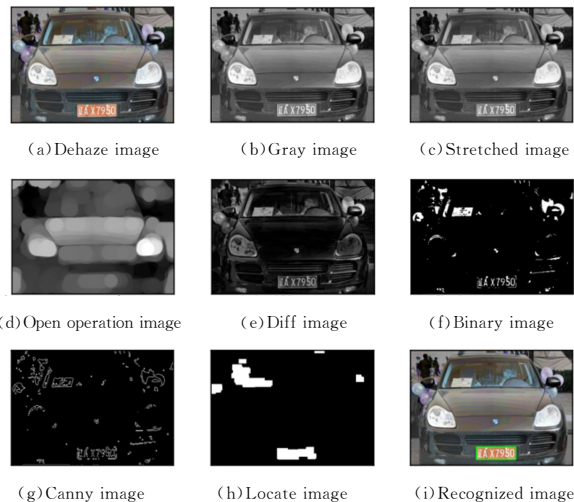 (a)Dehaze image
(b)Gray image
(c)Stretched image
(d)Open operation image
(e)Diff image
(f)Binary image
(g)Canny image
(h)Locate image
(i)Recognized image